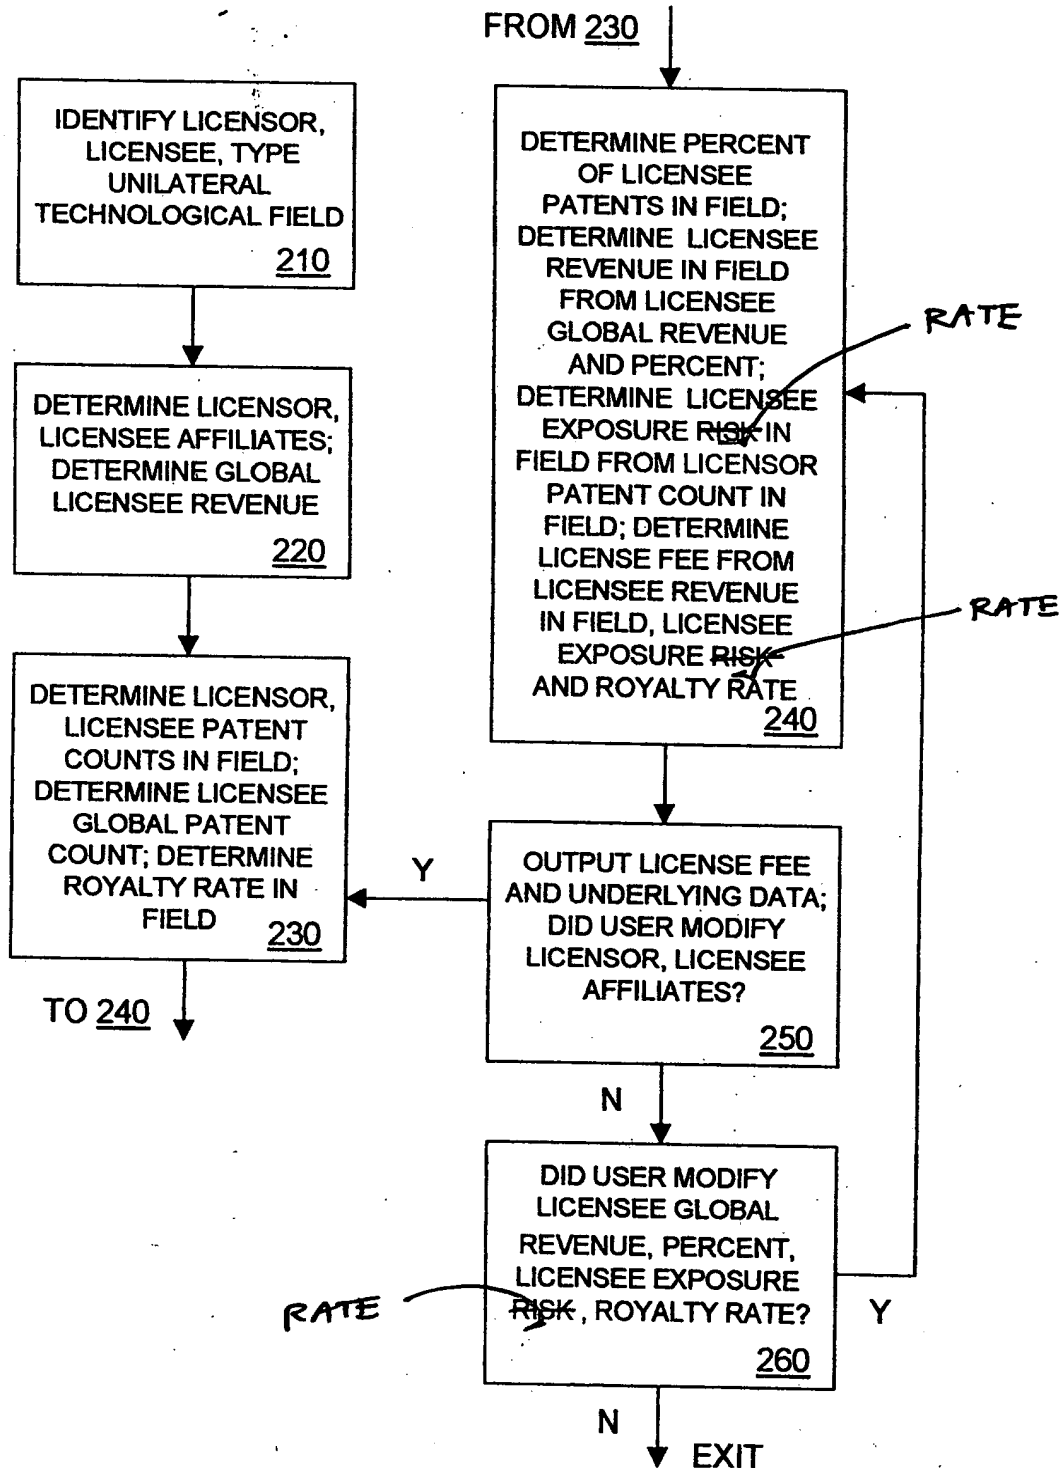 IDENTIFY LICENSOR,
LICENSEE, TYPE
UNILATERAL
TECHNOLOGICAL FIELD
210
DETERMINE LICENSOR,
LICENSEE AFFILIATES;
DETERMINE GLOBAL
LICENSEE REVENUE
220
DETERMINE LICENSOR,
LICENSEE PATENT
COUNTS IN FIELD;
DETERMINE LICENSEE
GLOBAL PATENT
COUNT; DETERMINE
ROYALTY RATE IN
FIELD
230
TO 240
FROM 230
DETERMINE PERCENT
OF LICENSEE
PATENTS IN FIELD;
DETERMINE LICENSEE
REVENUE IN FIELD
FROM LICENSEE
GLOBAL REVENUE
AND PERCENT;
DETERMINE LICENSEE
EXPOSURE RISK IN
FIELD FROM LICENSOR
PATENT COUNT IN
FIELD; DETERMINE
LICENSE FEE FROM
LICENSEE REVENUE
IN FIELD, LICENSEE
EXPOSURE RISK
AND ROYALTY RATE
240
RATE
RATE
OUTPUT LICENSE FEE
AND UNDERLYING DATA;
DID USER MODIFY
LICENSOR, LICENSEE
AFFILIATES?
250
Y
N
DID USER MODIFY
LICENSEE GLOBAL
REVENUE, PERCENT,
LICENSEE EXPOSURE
RISK, ROYALTY RATE?
260
RATE
Y
N
EXIT